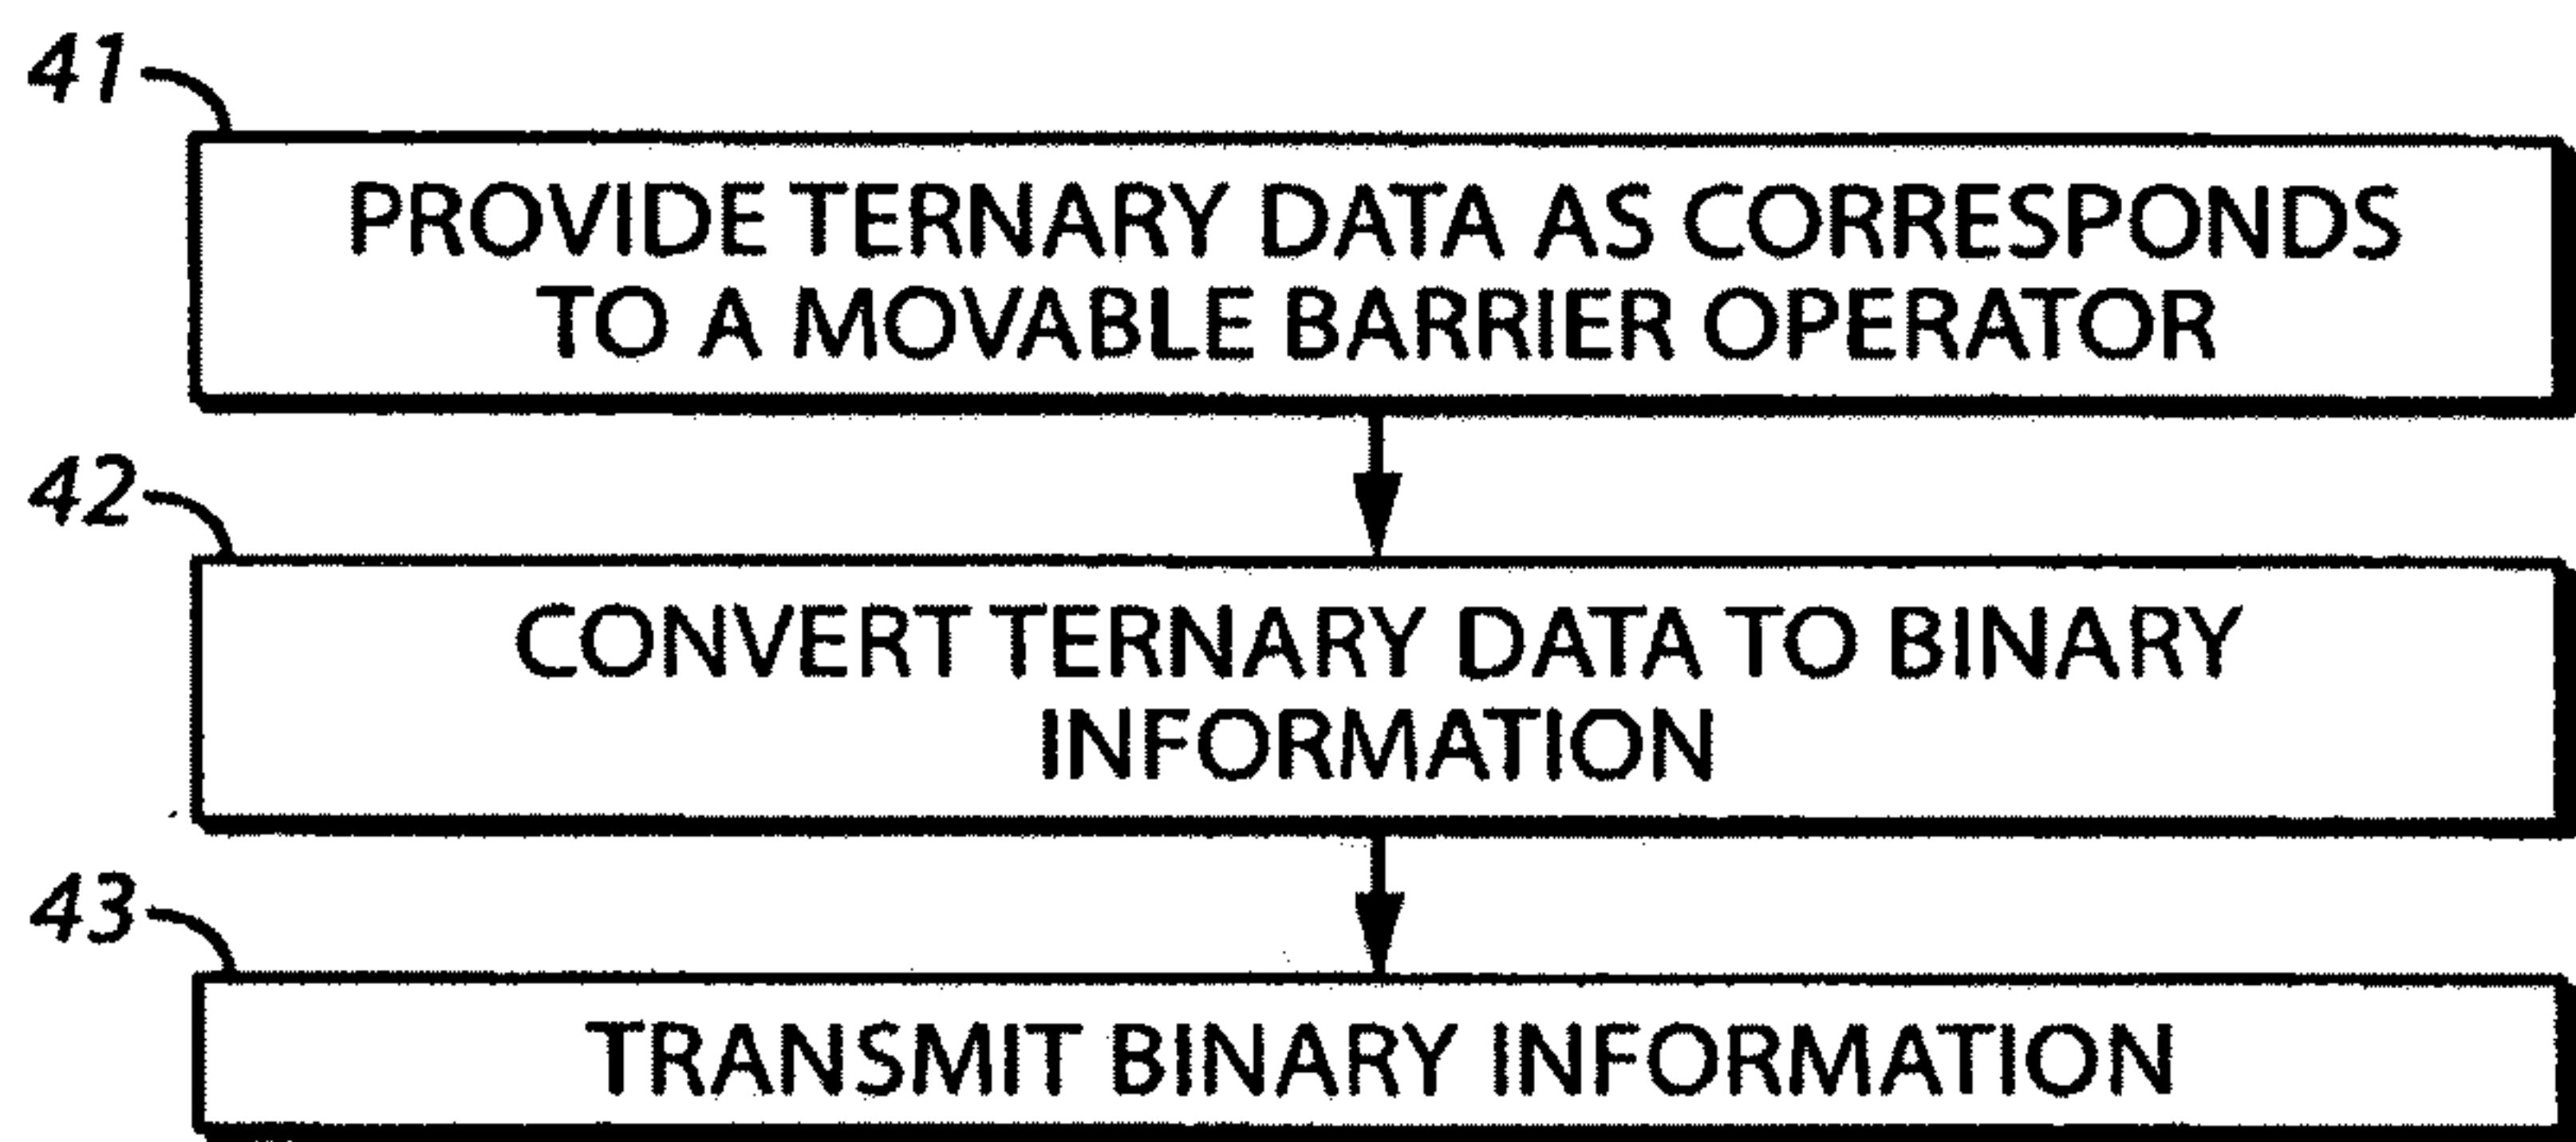 41
PROVIDE TERNARY DATA AS CORRESPONDS
TO A MOVABLE BARRIER OPERATOR
42
CONVERT TERNARY DATA TO BINARY
INFORMATION
43
TRANSMIT BINARY INFORMATION